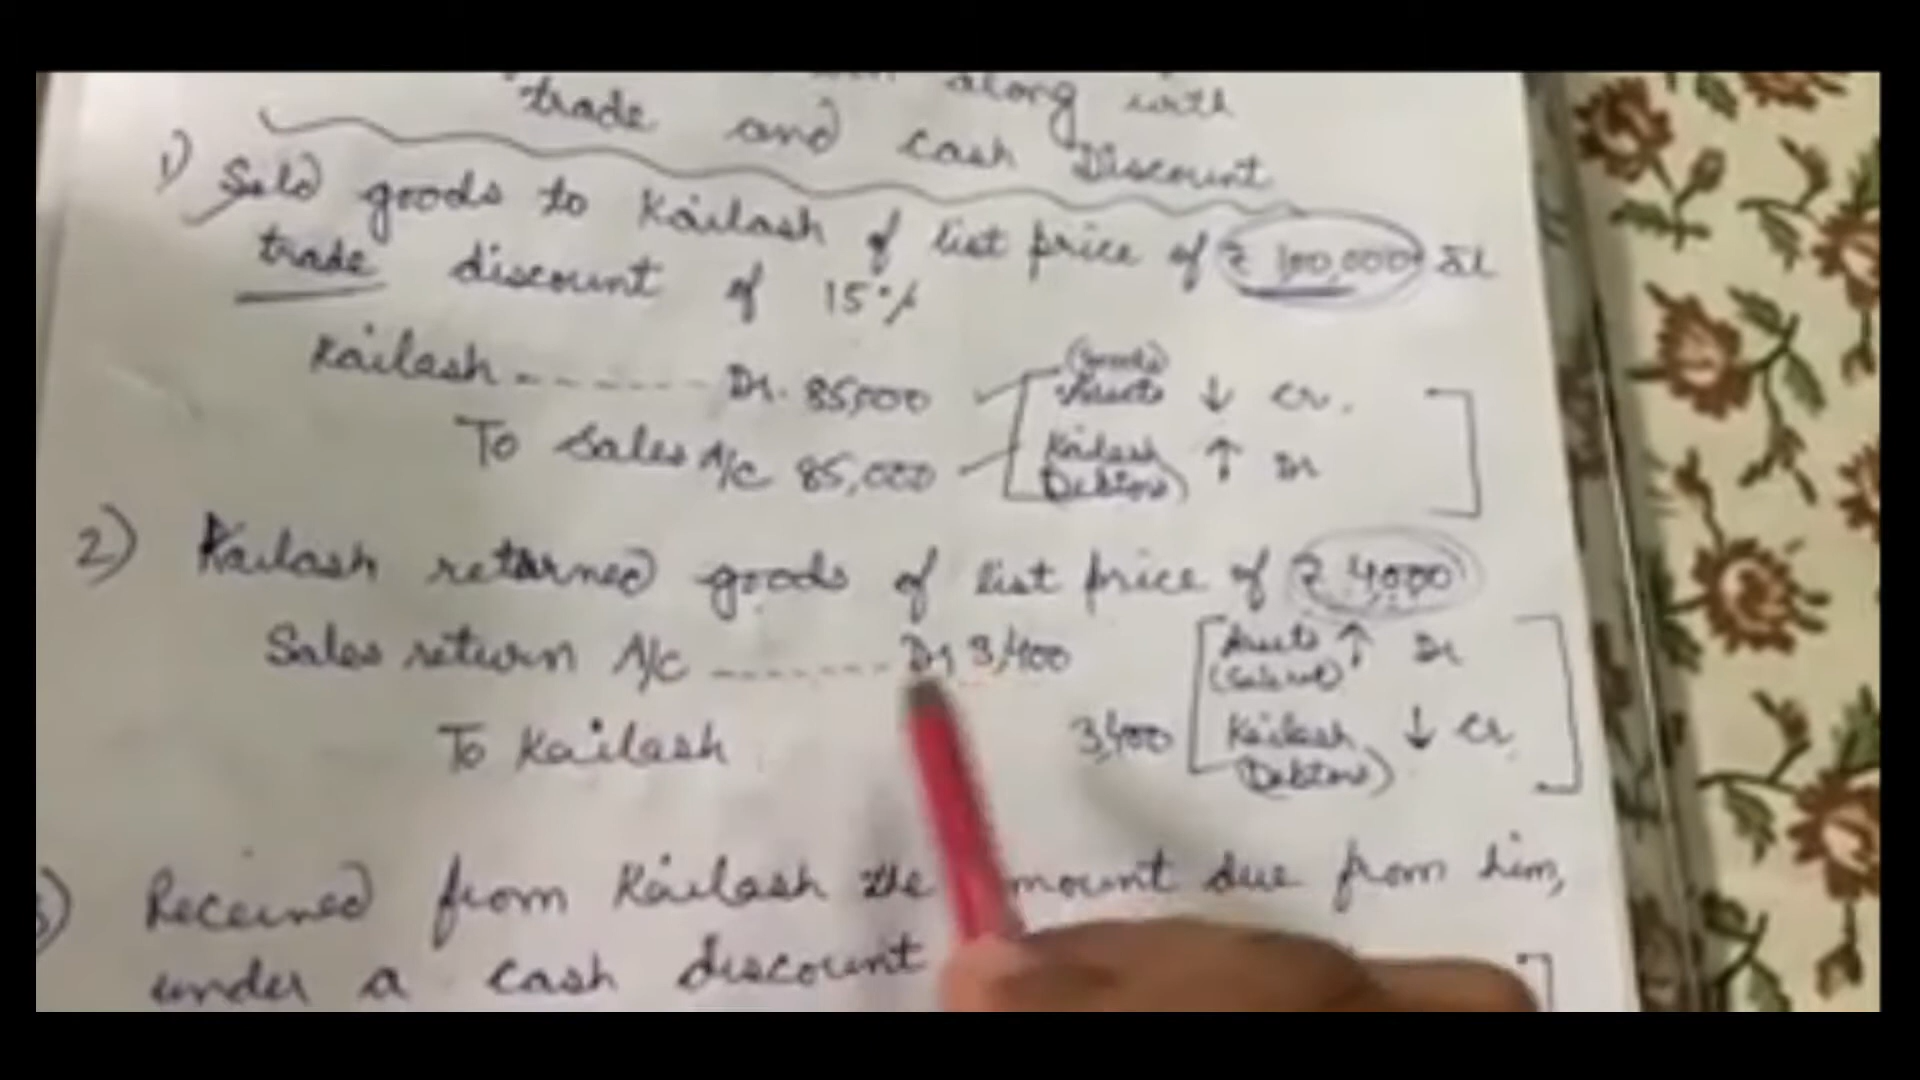 along with
trade and cash Discount
1) Sold goods to Kailash of list price of ₹ 100,000 at
trade discount of 15%
Kailash ------- Dr. 85,000
(Goods)
Assets ↓ Cr.
To Sales A/C 85,000
Kailash ↑ Dr
(Debtors)
2) Kailash returned goods of list price of ₹ 4000
Sales return A/C ------- Dr 3,400
Assets ↑ Dr
To Kailash 3,400
Kailash ↓ Cr
(Debtors)
Received from Kailash the mount due from him,
under a cash discount